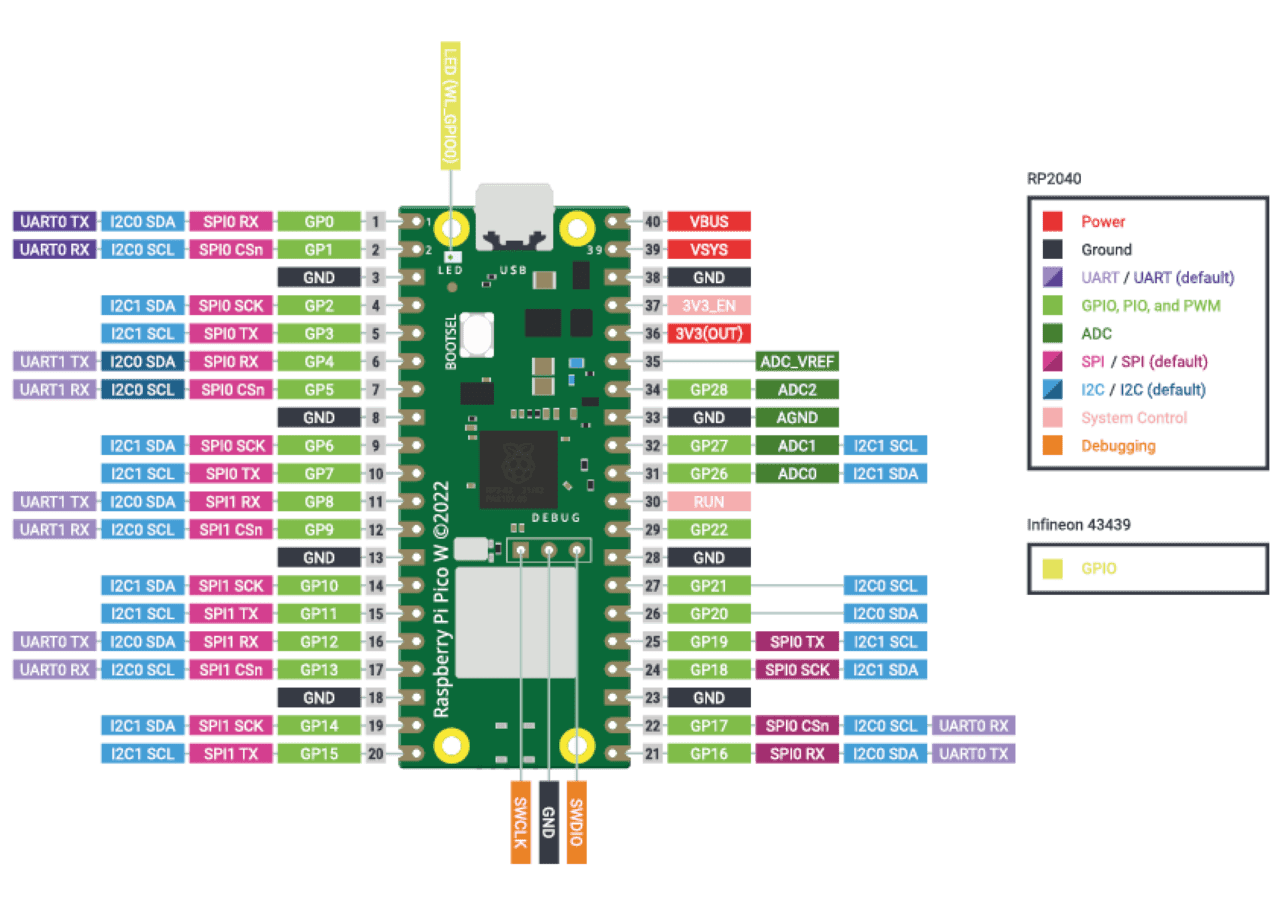 LED (WL_GPIO0)
UART0 TX I2C0 SDA SPI0 RX GP0 1 1 40 VBUS
UART0 RX I2C0 SCL SPI0 CSn GP1 2 2 39 39 VSYS
LED USB
GND 3 38 GND
I2C1 SDA SPI0 SCK GP2 4 37 3V3_EN
I2C1 SCL SPI0 TX GP3 5 36 3V3(OUT)
BOOTSEL
UART1 TX I2C0 SDA SPI0 RX GP4 6 35 ADC_VREF
UART1 RX I2C0 SCL SPI0 CSn GP5 7 34 GP28 ADC2
GND 8 33 GND AGND
I2C1 SDA SPI0 SCK GP6 9 32 GP27 ADC1 I2C1 SCL
I2C1 SCL SPI0 TX GP7 10 31 GP26 ADC0 I2C1 SDA
UART1 TX I2C0 SDA SPI1 RX GP8 11 30 RUN
DEBUG
UART1 RX I2C0 SCL SPI1 CSn GP9 12 29 GP22
GND 13 28 GND
I2C1 SDA SPI1 SCK GP10 14 27 GP21 I2C0 SCL
I2C1 SCL SPI1 TX GP11 15 26 GP20 I2C0 SDA
Raspberry Pi Pico W ©2022
UART0 TX I2C0 SDA SPI1 RX GP12 16 25 GP19 SPI0 TX I2C1 SCL
UART0 RX I2C0 SCL SPI1 CSn GP13 17 24 GP18 SPI0 SCK I2C1 SDA
GND 18 23 GND
I2C1 SDA SPI1 SCK GP14 19 22 GP17 SPI0 CSn I2C0 SCL UART0 RX
I2C1 SCL SPI1 TX GP15 20 21 GP16 SPI0 RX I2C0 SDA UART0 TX
SWCLK GND SWDIO
RP2040
Power
Ground
UART / UART (default)
GPIO, PIO, and PWM
ADC
SPI / SPI (default)
I2C / I2C (default)
System Control
Debugging
Infineon 43439
GPIO